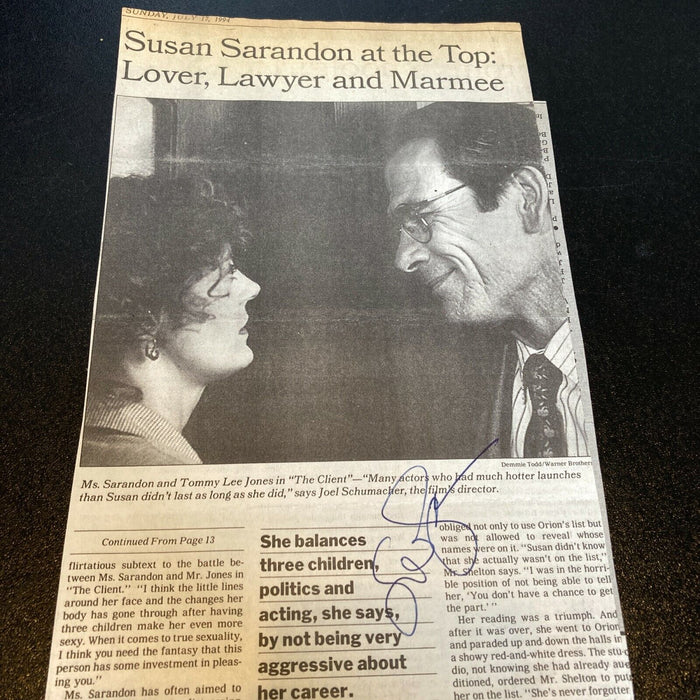 SUNDAY, JULY 17, 1994
Susan Sarandon at the Top:
Lover, Lawyer and Marmee
Demmie Todd/Warner Brothers
Ms. Sarandon and Tommy Lee Jones in "The Client"—"Many actors who had much hotter launches
than Susan didn't last as long as she did," says Joel Schumacher, the film's director.
Continued From Page 13
flirtatious subtext to the battle be-
tween Ms. Sarandon and Mr. Jones in
"The Client." "I think the little lines
around her face and the changes her
body has gone through after having
three children make her even more
sexy. When it comes to true sexuality,
I think you need the fantasy that this
person has some investment in pleas-
ing you."
Ms. Sarandon has often aimed to
She balances
three children,
politics and
acting, she says,
by not being very
aggressive about
her career.
obliged not only to use Orion's list but
was not allowed to reveal whose
names were on it. "Susan didn't know
that she actually wasn't on the list,"
Mr. Shelton says. "I was in the horri-
ble position of not being able to tell
her, 'You don't have a chance to get
the part.' "
Her reading was a triumph. And
after it was over, she went to Orion
and paraded up and down the halls in
a showy red-and-white dress. The stu-
dio, not knowing she had already aud
ditioned, ordered Mr. Shelton to put
her on the list. "She's never forgotten